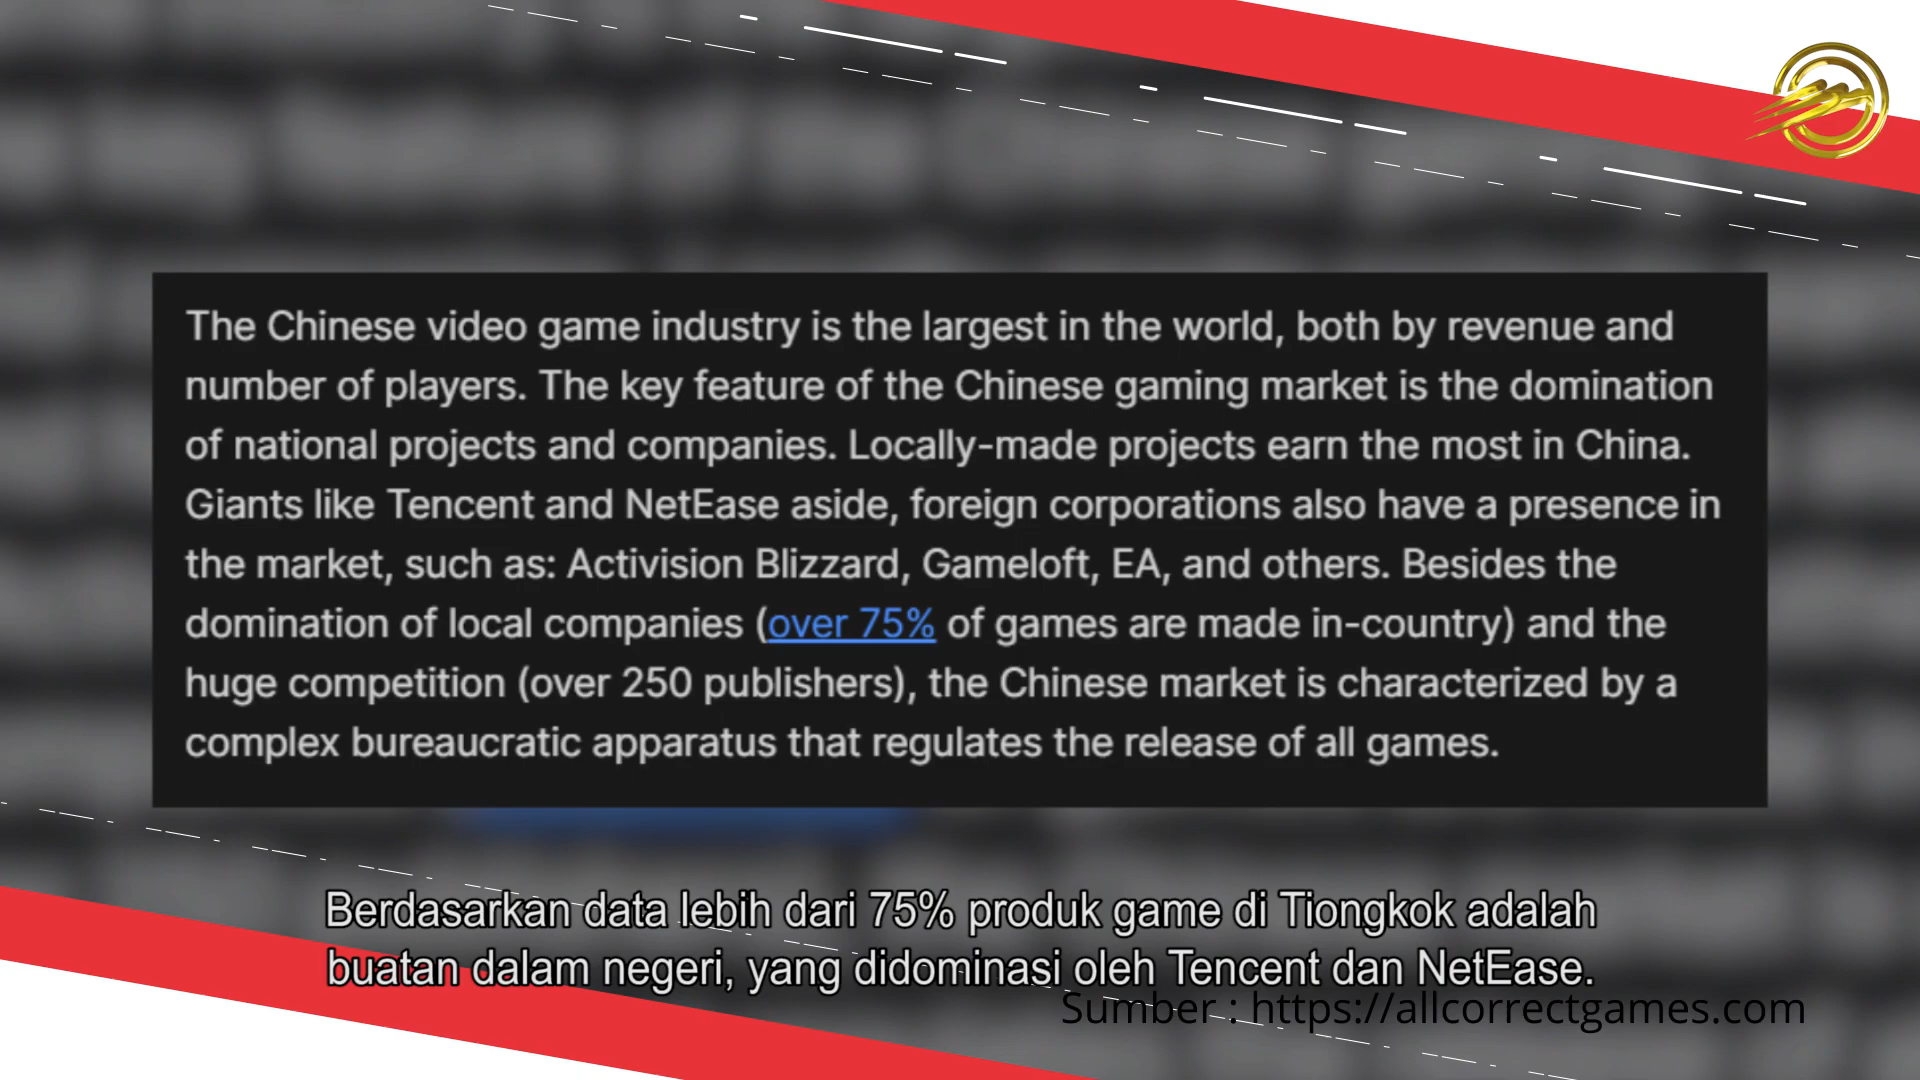 The Chinese video game industry is the largest in the world, both by revenue and
number of players. The key feature of the Chinese gaming market is the domination
of national projects and companies. Locally-made projects earn the most in China.
Giants like Tencent and NetEase aside, foreign corporations also have a presence in
the market, such as: Activision Blizzard, Gameloft, EA, and others. Besides the
domination of local companies (over 75% of games are made in-country) and the
huge competition (over 250 publishers), the Chinese market is characterized by a
complex bureaucratic apparatus that regulates the release of all games.
Berdasarkan data lebih dari 75% produk game di Tiongkok adalah
buatan dalam negeri, yang didominasi oleh Tencent dan NetEase.
Sumber : https://allcorrectgames.com